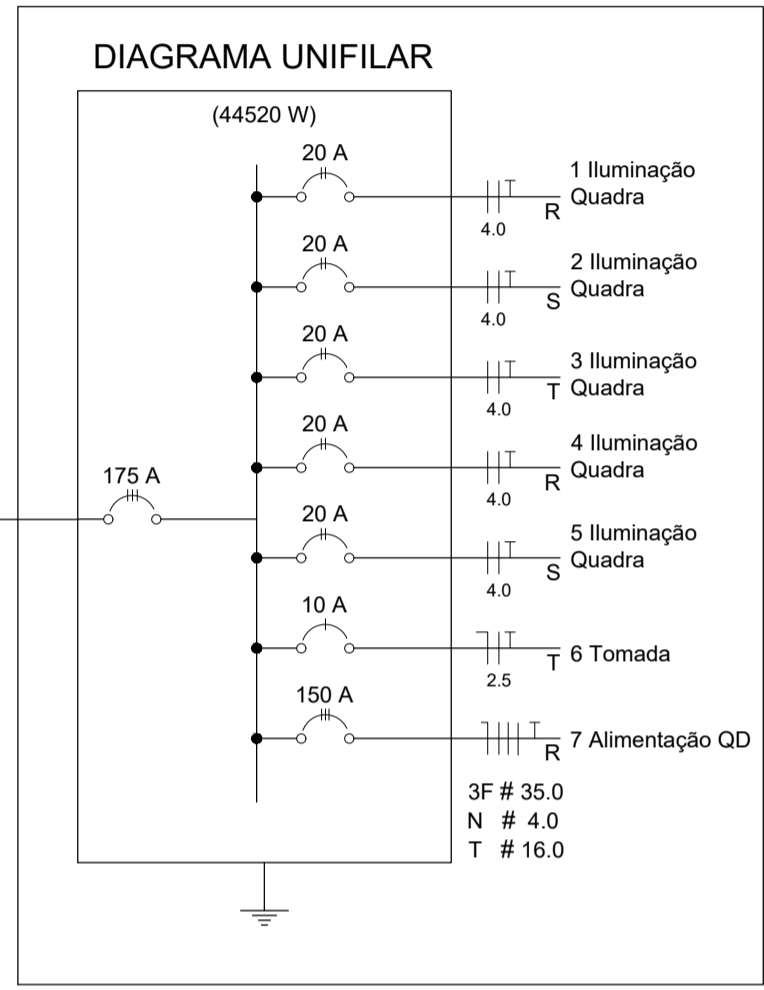 DIAGRAMA UNIFILAR
(44520 W)
20 A
1 Iluminação
Quadra
R
4.0
20 A
2 Iluminação
Quadra
S
4.0
20 A
3 Iluminação
Quadra
T
4.0
20 A
4 Iluminação
Quadra
R
4.0
175 A
20 A
5 Iluminação
Quadra
S
4.0
10 A
6 Tomada
T
2.5
150 A
7 Alimentação QD
R
3F # 35.0
N # 4.0
T # 16.0